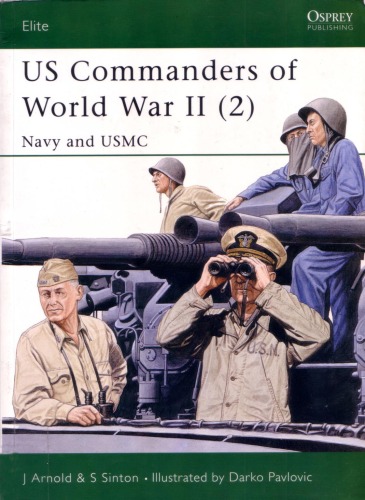 Elite
OSPREY
PUBLISHING
US Commanders of
World War II (2)
Navy and USMC
U.S.N.
J Arnold & S Sinton • Illustrated by Darko Pavlovic